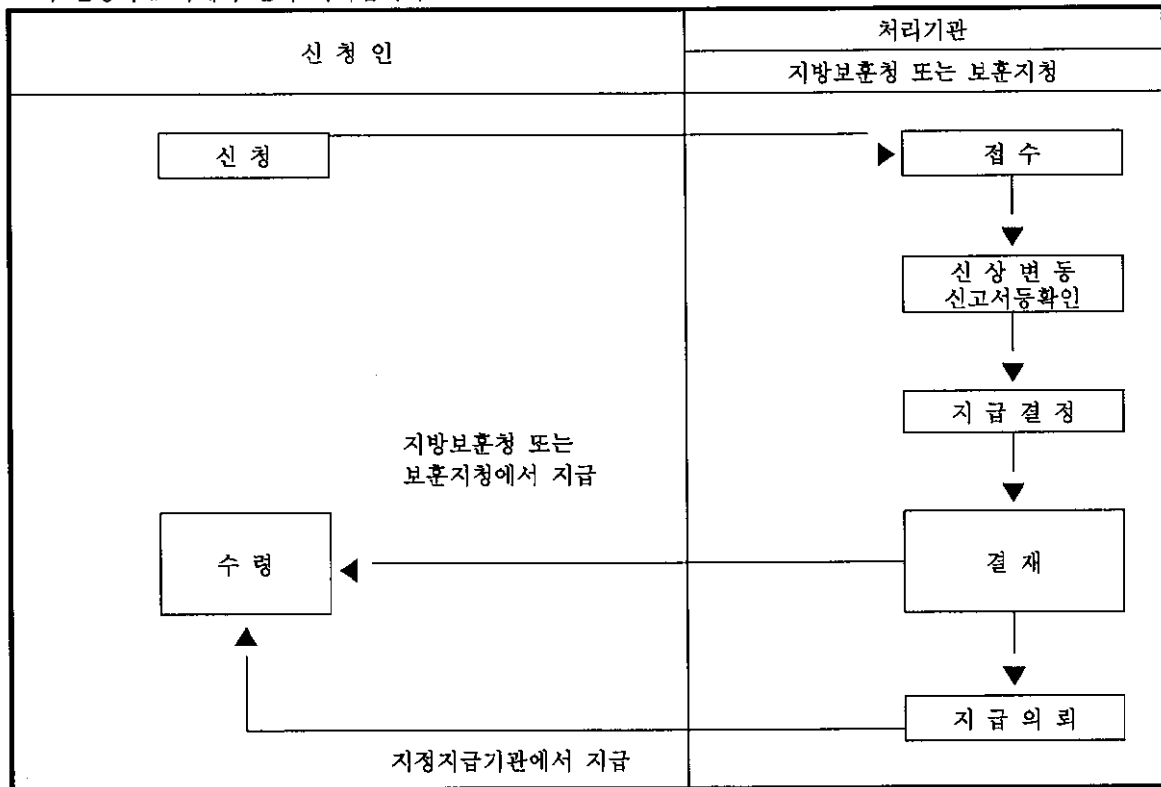 신 청 인
처리기관
지방보훈청 또는 보훈지청
신 청
접 수
신 상 변 동
신고서등확인
지 급 결 정
지방보훈청 또는
보훈지청에서 지급
수 령
결 재
지 급 의 뢰
지정지급기관에서 지급